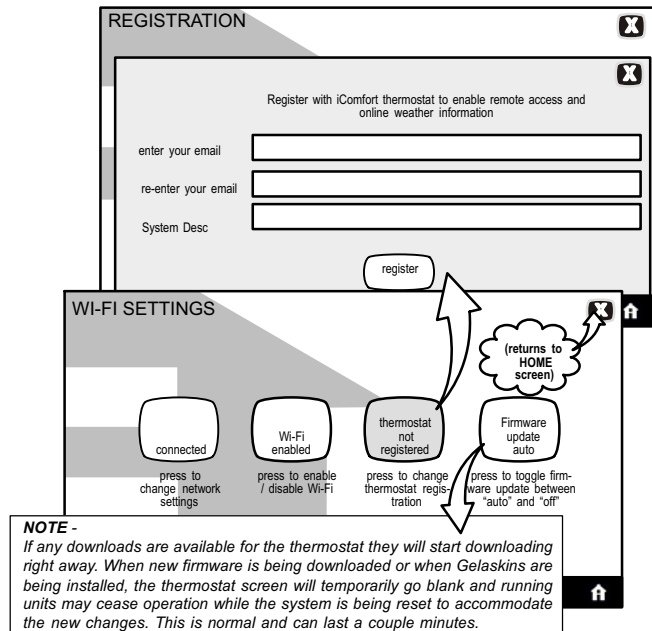 REGISTRATION
X
X
Register with iComfort thermostat to enable remote access and
online weather information
enter your email
re-enter your email
System Desc
register
WI-FI SETTINGS
X
(returns to
HOME
screen)
connected
Wi-Fi
enabled
thermostat
not
registered
Firmware
update
auto
press to
change network
settings
press to enable
/ disable Wi-Fi
press to change
thermostat regis-
tration
press to toggle firm-
ware update between
“auto” and “off”
NOTE -
If any downloads are available for the thermostat they will start downloading
right away. When new firmware is being downloaded or when Gelaskins are
being installed, the thermostat screen will temporarily go blank and running
units may cease operation while the system is being reset to accommodate
the new changes. This is normal and can last a couple minutes.